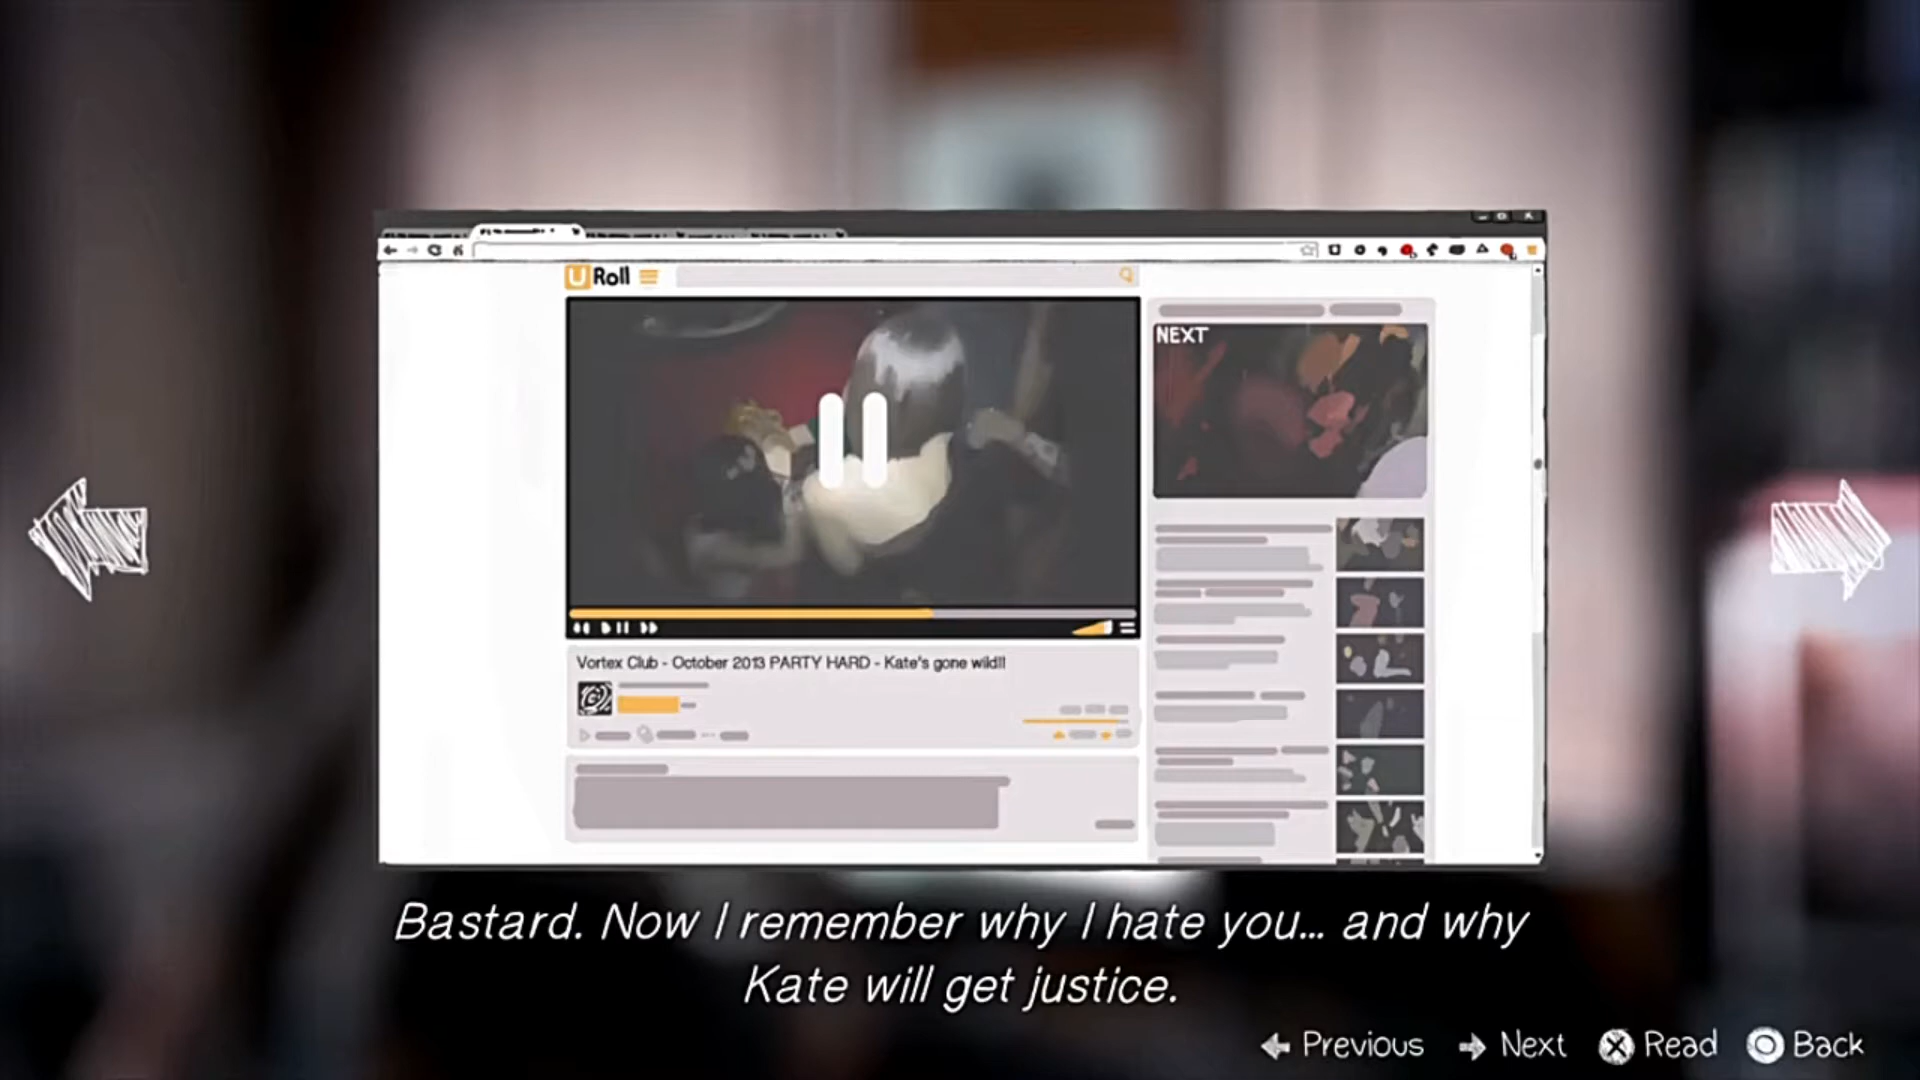 U Roll
NEXT
Vortex Club - October 2013 PARTY HARD - Kate's gone wild!!
Bastard. Now I remember why I hate you... and why
Kate will get justice.
Previous Next Read Back